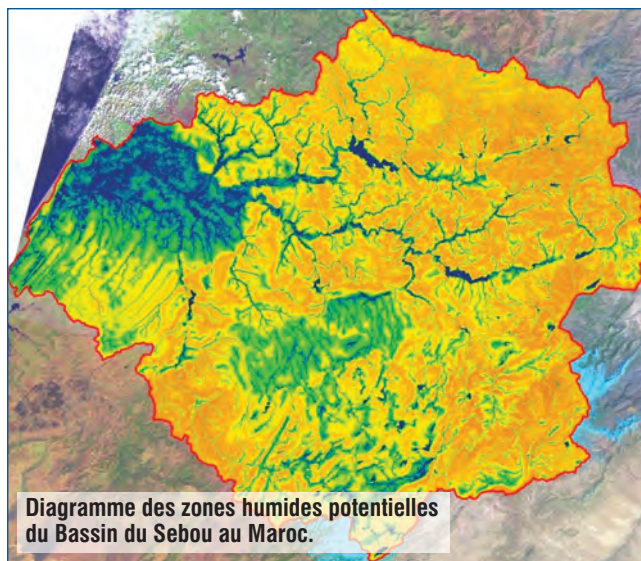 Diagramme des zones humides potentielles
du Bassin du Sebou au Maroc.